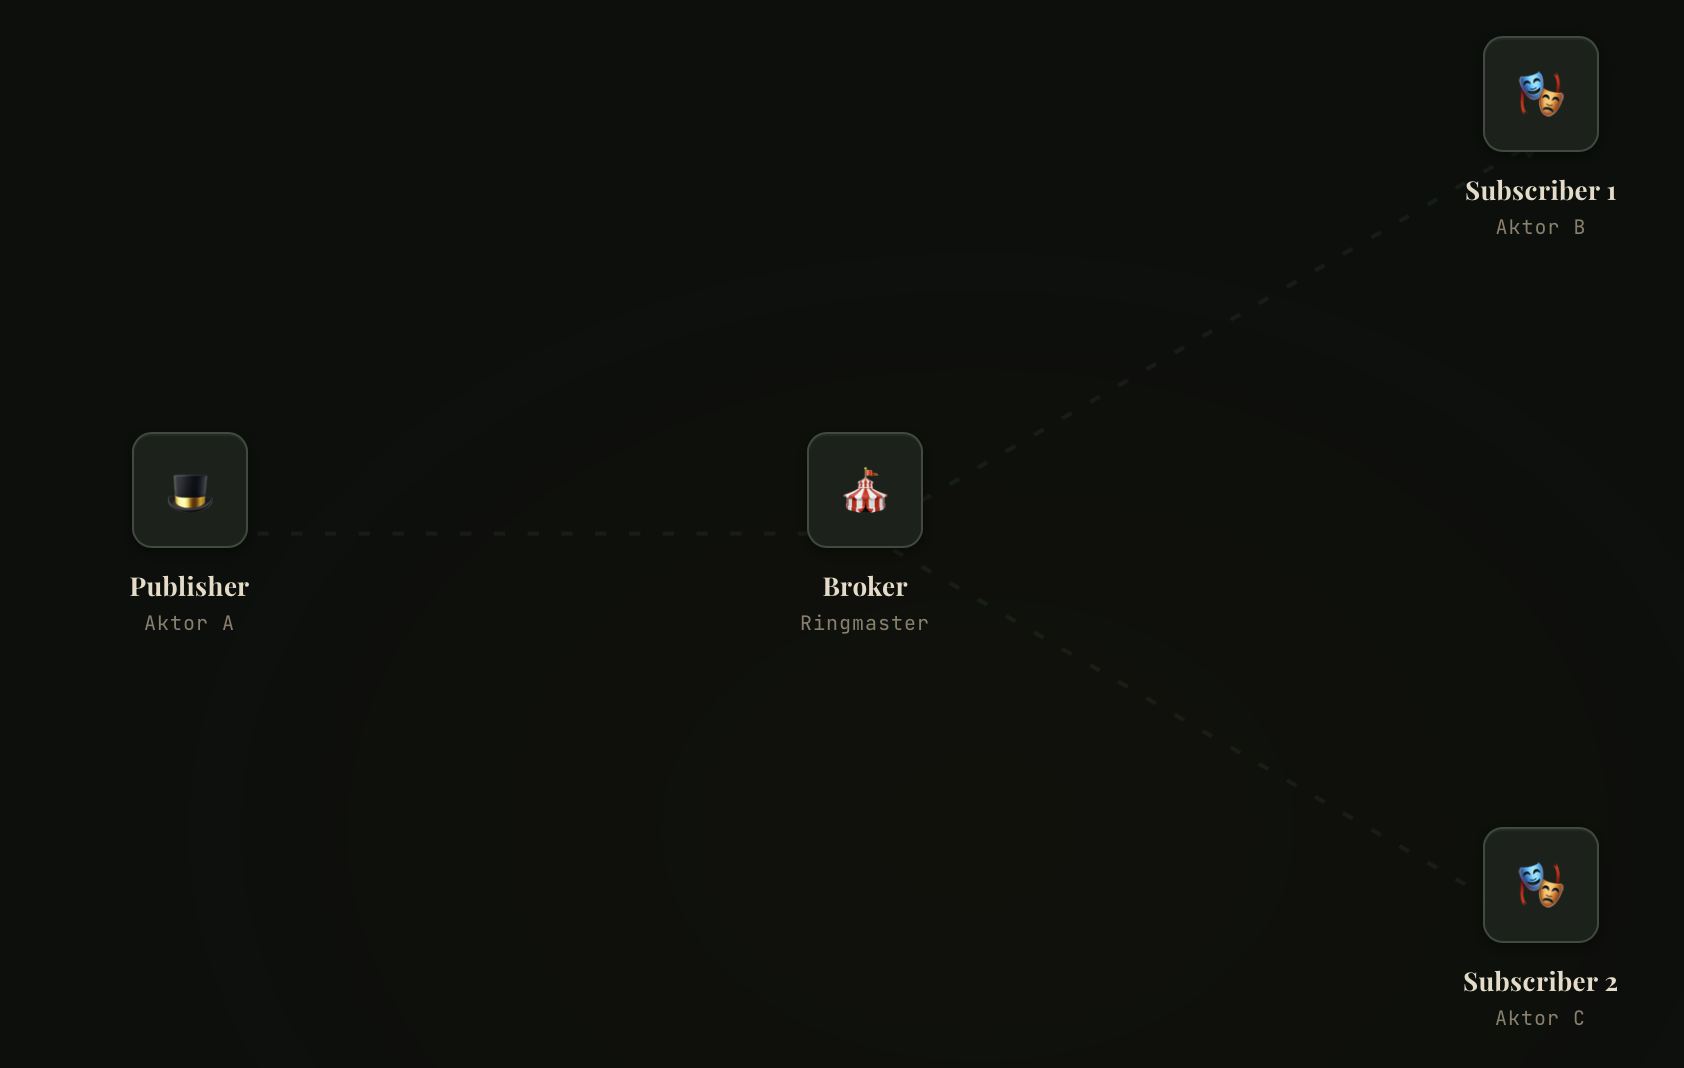 Subscriber 1
Aktor B
Publisher
Aktor A
Broker
Ringmaster
Subscriber 2
Aktor C